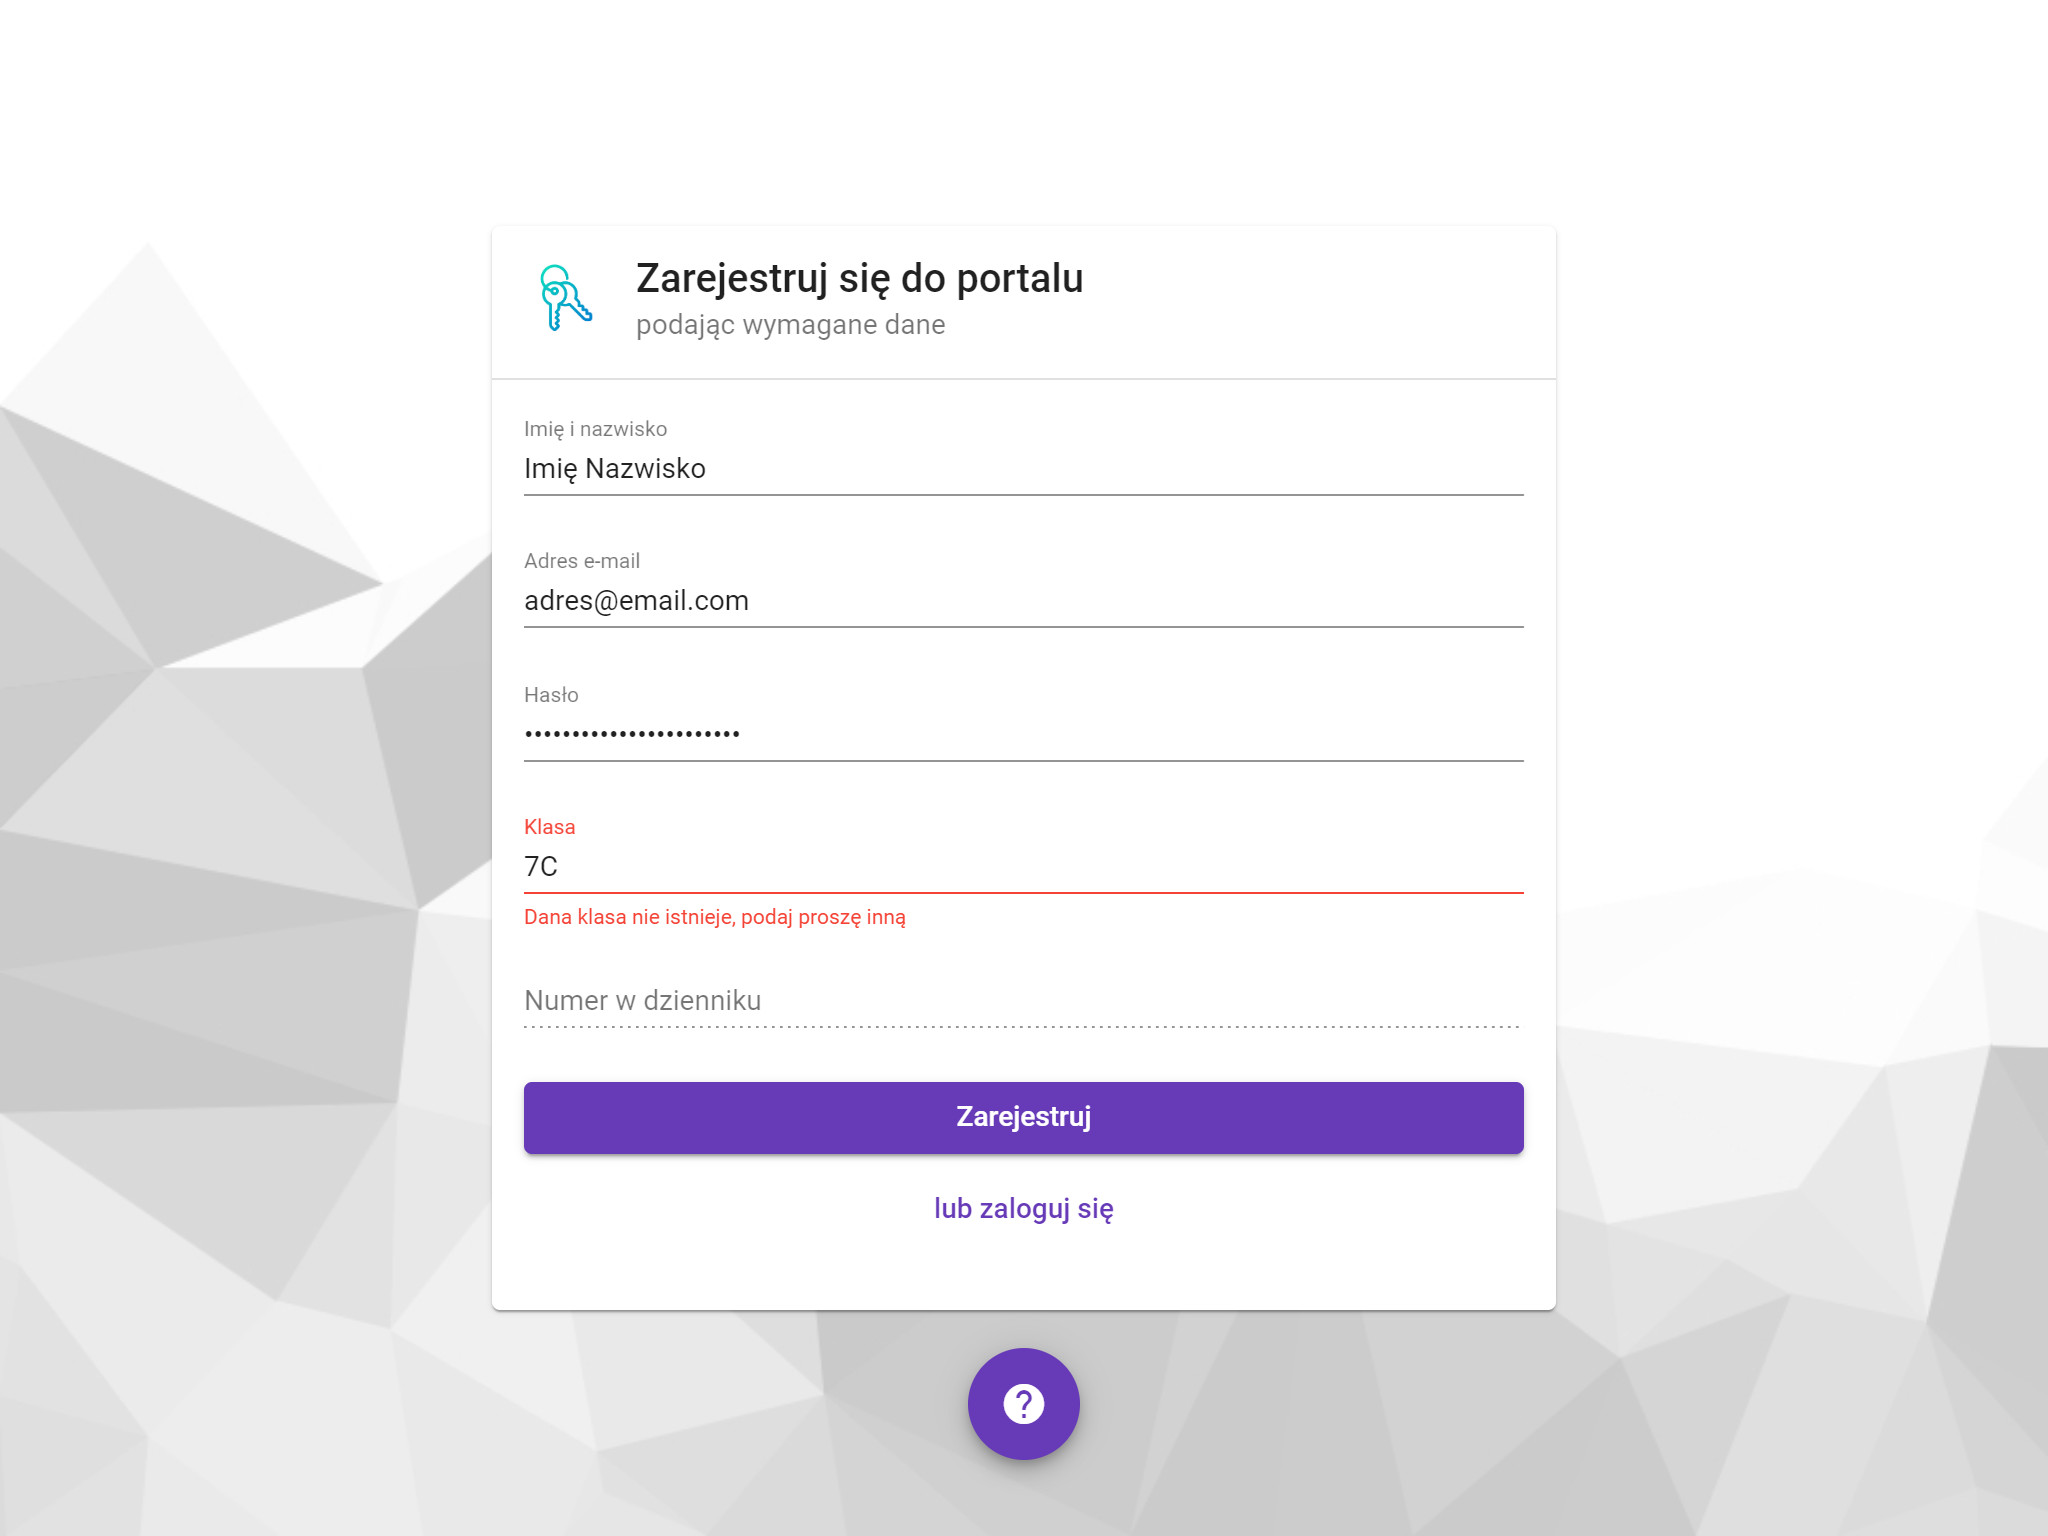 Zarejestruj się do portalu
podając wymagane dane
Imię i nazwisko
Imię Nazwisko
Adres e-mail
adres@email.com
Hasło
•••••••••••••••••••••••
Klasa
7C
Dana klasa nie istnieje, podaj proszę inną
Numer w dzienniku
Zarejestruj
lub zaloguj się
?